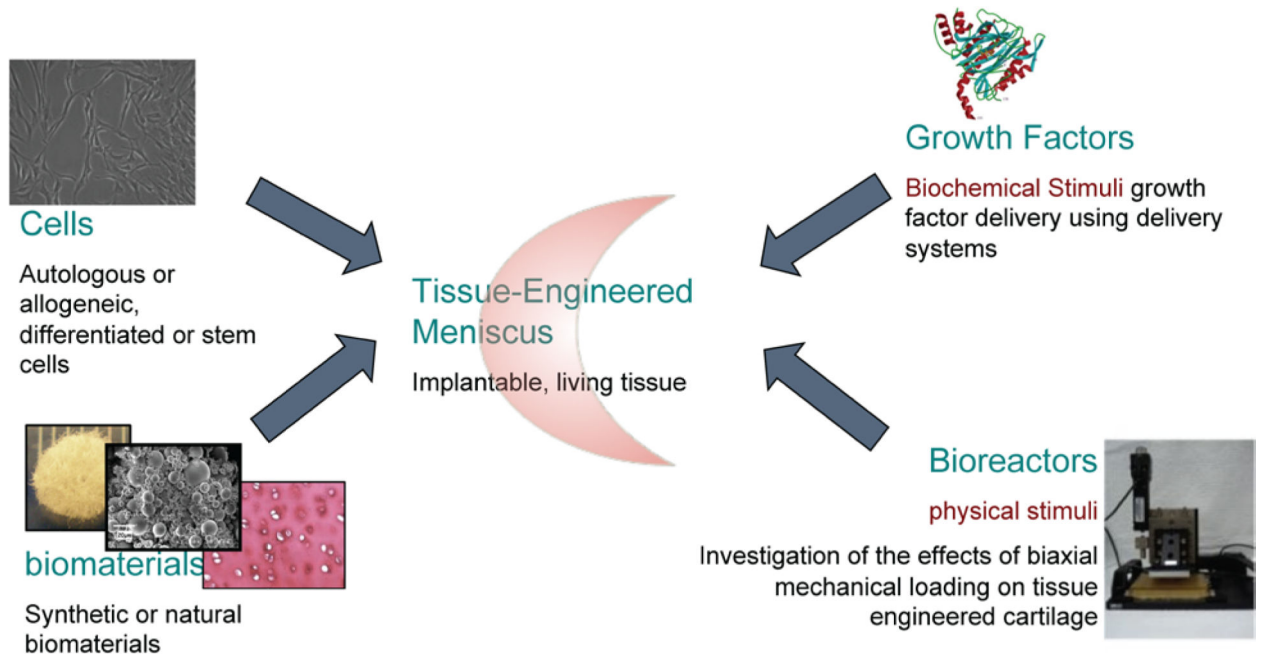 Cells
Autologous or
allogeneic,
differentiated or stem
cells
biomaterials
Synthetic or natural
biomaterials
Tissue-Engineered
Meniscus
Implantable, living tissue
Growth Factors
Biochemical Stimuli growth
factor delivery using delivery
systems
Bioreactors
physical stimuli
Investigation of the effects of biaxial
mechanical loading on tissue
engineered cartilage